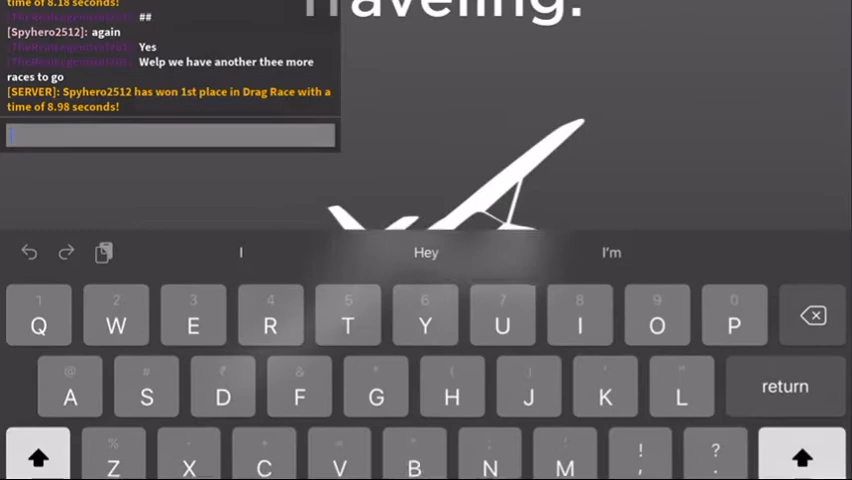 time of 8.18 seconds!
##
[Spyhero2512]: again
Yes
Welp we have another thee more
races to go
[SERVER]: Spyhero2512 has won 1st place in Drag Race with a
time of 8.98 seconds!
Traveling.
I Hey I'm
1 2 3 4 5 6 7 8 9 0
Q W E R T Y U I O P
@ # & * ( ) ' "
A S D F G H J K L return
% - + = ; : ! ?
Z X C V B N M , .